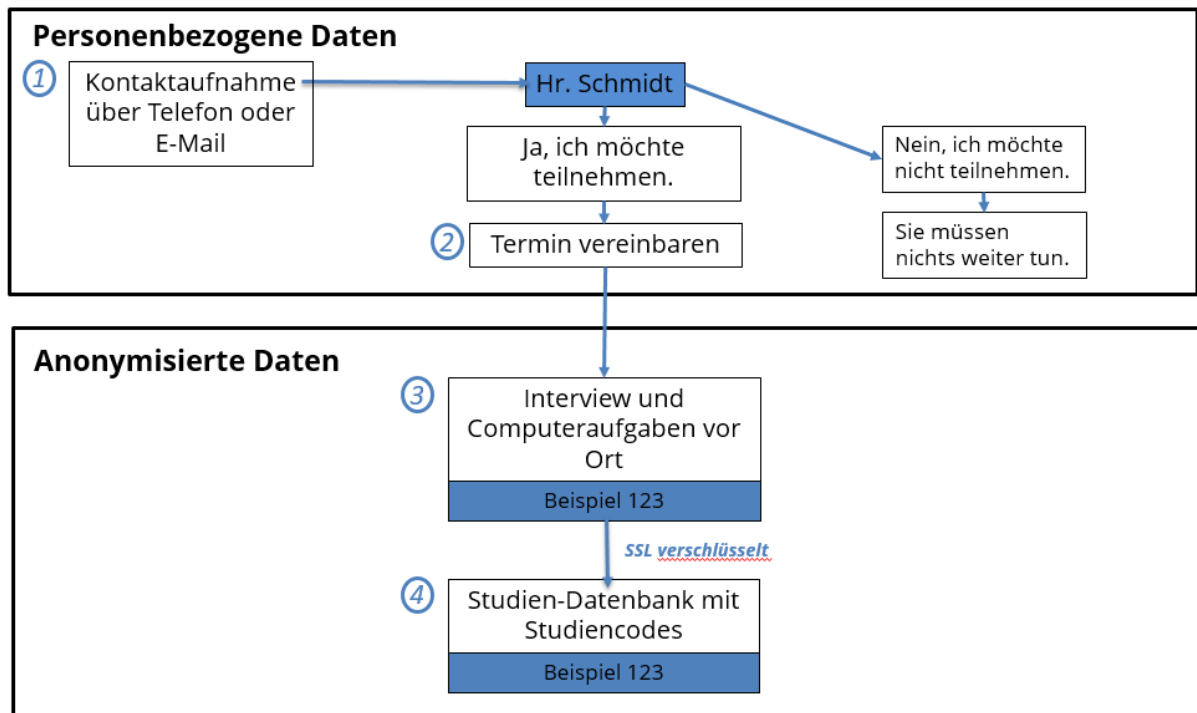 Personenbezogene Daten
1
Kontaktaufnahme
über Telefon oder
E-Mail
Hr. Schmidt
Ja, ich möchte
teilnehmen.
Nein, ich möchte
nicht teilnehmen.
2
Termin vereinbaren
Sie müssen
nichts weiter tun.
Anonymisierte Daten
3
Interview und
Computeraufgaben vor
Ort
Beispiel 123
SSL verschlüsselt
4
Studien-Datenbank mit
Studiencodes
Beispiel 123